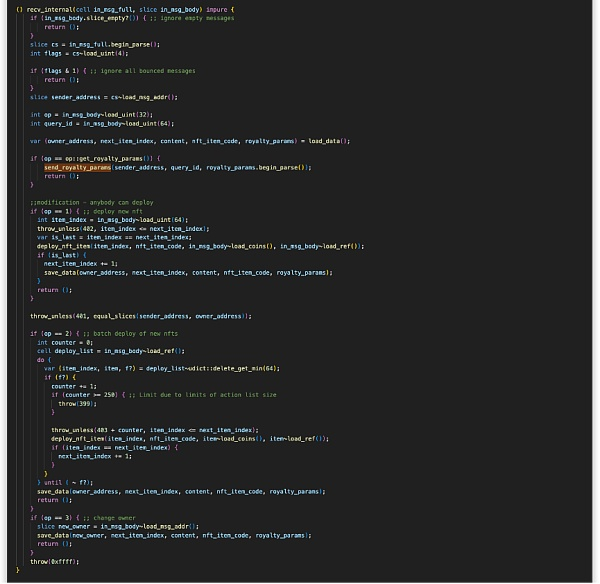 () recv_internal(cell in_msg_full, slice in_msg_body) impure {
if (in_msg_body.slice_empty?()) { ;; ignore empty messages
return ();
}
slice cs = in_msg_full.begin_parse();
int flags = cs~load_uint(4);
if (flags & 1) { ;; ignore all bounced messages
return ();
}
slice sender_address = cs~load_msg_addr();
int op = in_msg_body~load_uint(32);
int query_id = in_msg_body~load_uint(64);
var (owner_address, next_item_index, content, nft_item_code, royalty_params) = load_data();
if (op == op::get_royalty_params()) {
send_royalty_params(sender_address, query_id, royalty_params.begin_parse());
return ();
}
;;modification - anybody can deploy
if (op == 1) { ;; deploy new nft
int item_index = in_msg_body~load_uint(64);
throw_unless(402, item_index <= next_item_index);
var is_last = item_index == next_item_index;
deploy_nft_item(item_index, nft_item_code, in_msg_body~load_coins(), in_msg_body~load_ref());
if (is_last) {
next_item_index += 1;
save_data(owner_address, next_item_index, content, nft_item_code, royalty_params);
}
return ();
}
throw_unless(401, equal_slices(sender_address, owner_address));
if (op == 2) { ;; batch deploy of new nfts
int counter = 0;
cell deploy_list = in_msg_body~load_ref();
do {
var (item_index, item, f?) = deploy_list~udict::delete_get_min(64);
if (f?) {
counter += 1;
if (counter >= 250) { ;; Limit due to limits of action list size
throw(399);
}
throw_unless(403 + counter, item_index <= next_item_index);
deploy_nft_item(item_index, nft_item_code, item~load_coins(), item~load_ref());
if (item_index == next_item_index) {
next_item_index += 1;
}
}
} until ( ~ f?);
save_data(owner_address, next_item_index, content, nft_item_code, royalty_params);
return ();
}
if (op == 3) { ;; change owner
slice new_owner = in_msg_body~load_msg_addr();
save_data(new_owner, next_item_index, content, nft_item_code, royalty_params);
return ();
}
throw(0xffff);
}